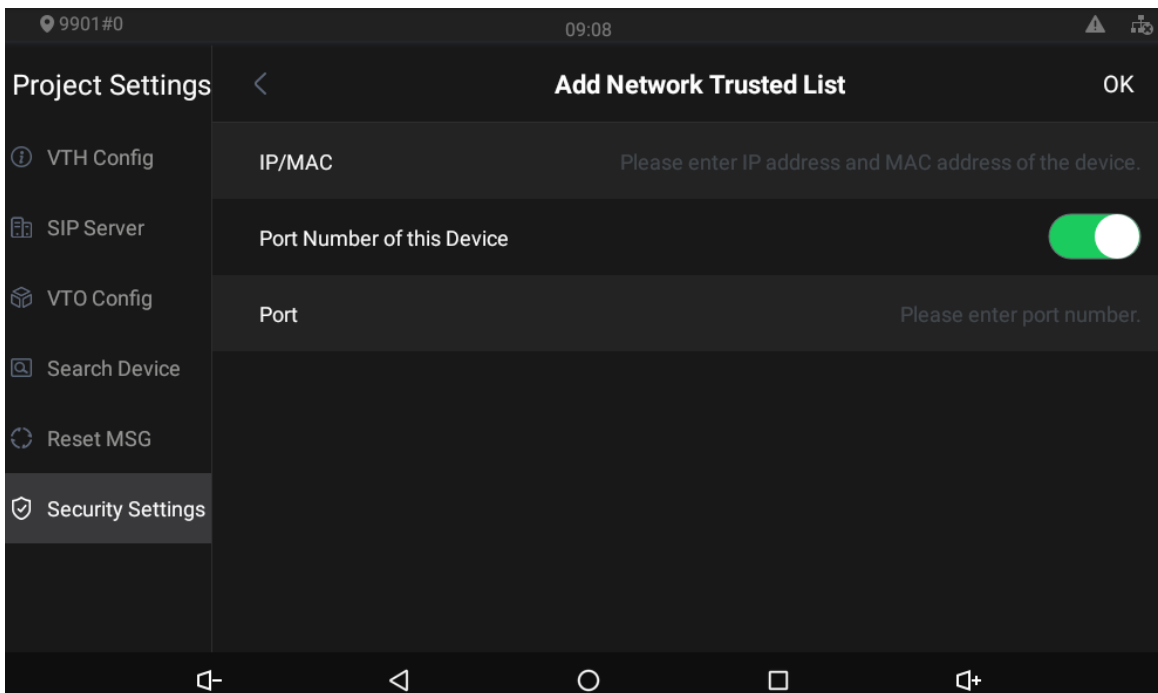 9901#0
09:08
Project Settings
Add Network Trusted List
OK
VTH Config
IP/MAC
Please enter IP address and MAC address of the device.
SIP Server
Port Number of this Device
VTO Config
Port
Please enter port number.
Search Device
Reset MSG
Security Settings